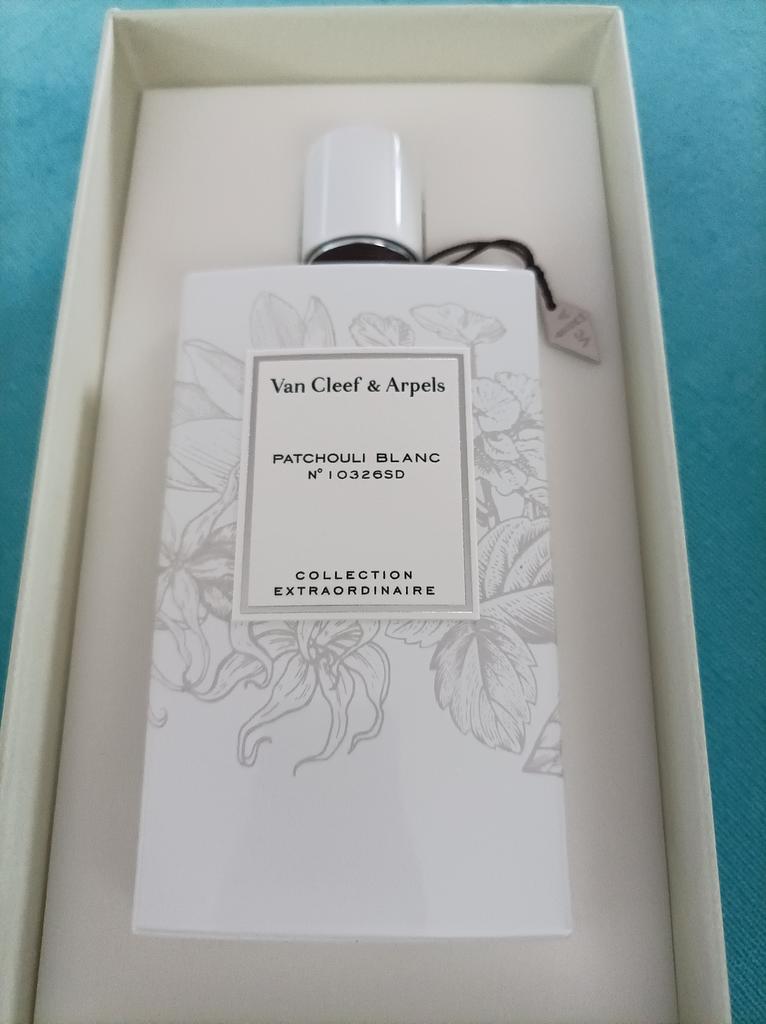 Van Cleef & Arpels
PATCHOULI BLANC
N° 10326SD
COLLECTION
EXTRAORDINAIRE